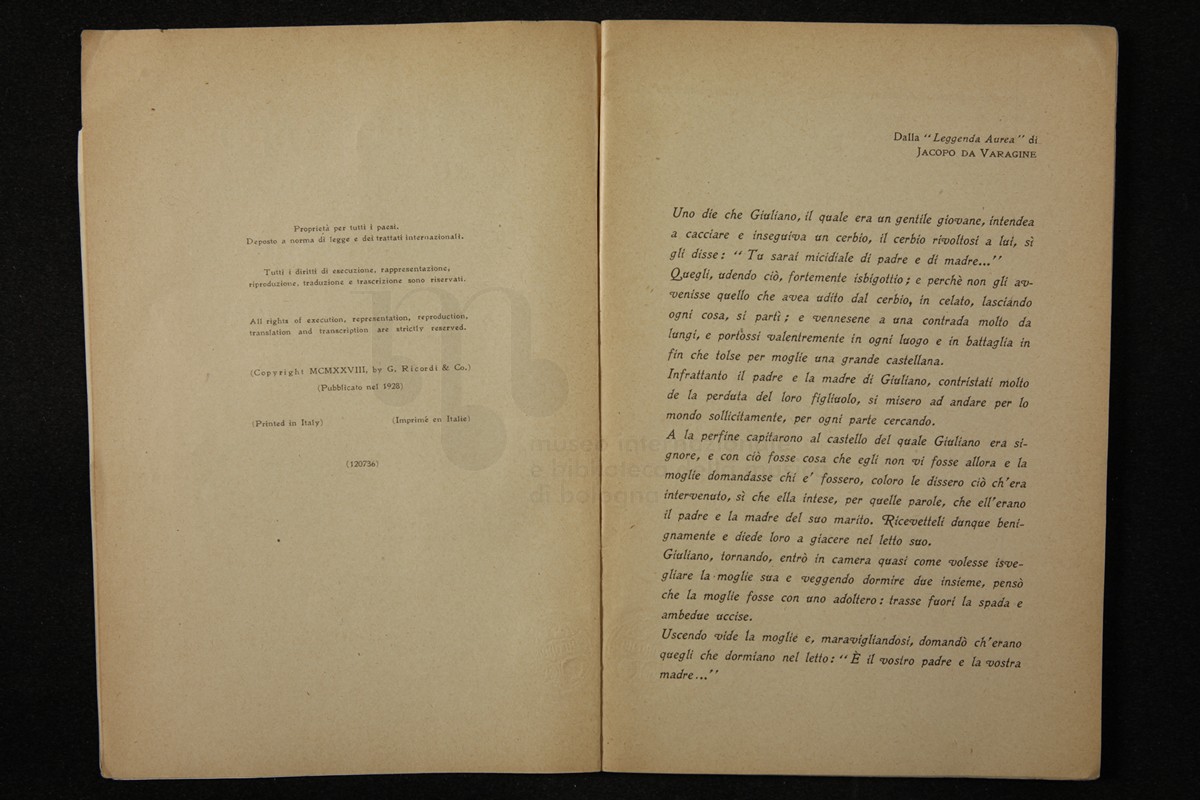 Proprietà per tutti i paesi.
Deposto a norma di legge e dei trattati internazionali.
Tutti i diritti di esecuzione, rappresentazione,
riproduzione, traduzione e trascrizione sono riservati.
All rights of execution, representation, reproduction,
translation and transcription are strictly reserved.
(Copyright MCMXXVIII, by G. Ricordi & Co.)
(Pubblicato nel 1928)
(Printed in Italy) (Imprimé en Italie)
(120736)
Dalla “Leggenda Aurea” di
JACOPO DA VARAGINE
Uno die che Giuliano, il quale era un gentile giovane, intendea
a cacciare e inseguiva un cerbio, il cerbio rivoltosi a lui, sì
gli disse: “Tu sarai micidiale di padre e di madre...”
Quegli, udendo ciò, fortemente isbigottio; e perchè non gli av-
venisse quello che avea udito dal cerbio, in celato, lasciando
ogni cosa, si partì; e vennesene a una contrada molto da
lungi, e portossi valentremente in ogni luogo e in battaglia in
fin che tolse per moglie una grande castellana.
Infrattanto il padre e la madre di Giuliano, contristati molto
de la perduta del loro figliuolo, si misero ad andare per lo
mondo sollicitamente, per ogni parte cercando.
A la perfine capitarono al castello del quale Giuliano era si-
gnore, e con ciò fosse cosa che egli non vi fosse allora e la
moglie domandasse chi e' fossero, coloro le dissero ciò ch'era
intervenuto, sì che ella intese, per quelle parole, che ell'erano
il padre e la madre del suo marito. Ricevetteli dunque beni-
gnamente e diede loro a giacere nel letto suo.
Giuliano, tornando, entrò in camera quasi come volesse isve-
gliare la moglie sua e veggendo dormire due insieme, pensò
che la moglie fosse con uno adoltero: trasse fuori la spada e
ambedue uccise.
Uscendo vide la moglie e, maravigliandosi, domandò ch'erano
quegli che dormiano nel letto: “È il vostro padre e la vostra
madre...”
museo
e biblioteca
di bologna